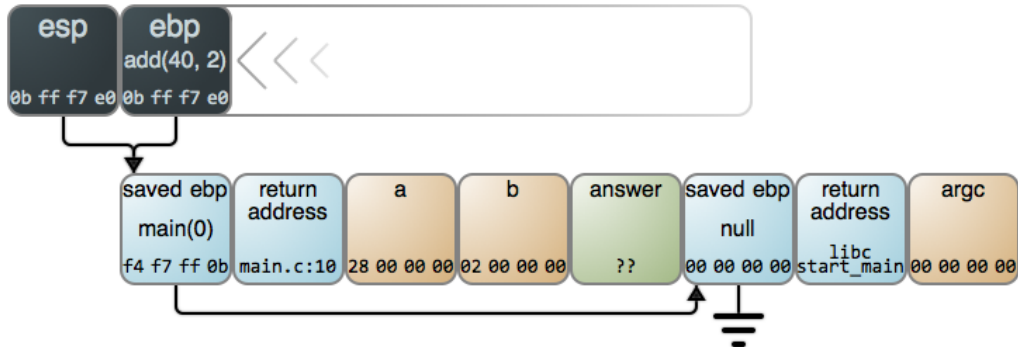 esp
0b ff f7 e0
ebp
add(40, 2)
0b ff f7 e0
saved ebp
main(0)
f4 f7 ff 0b
return
address
main.c:10
a
28 00 00 00
b
02 00 00 00
answer
??
saved ebp
null
00 00 00 00
return
address
libc
start_main
argc
00 00 00 00